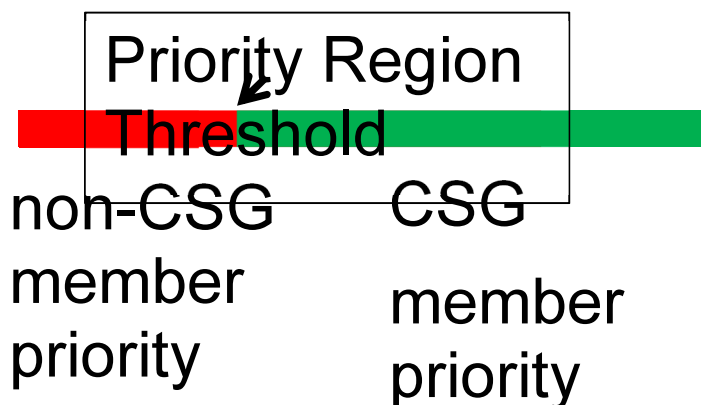 Priority Region
Threshold
non-CSG
member
priority
CSG
member
priority